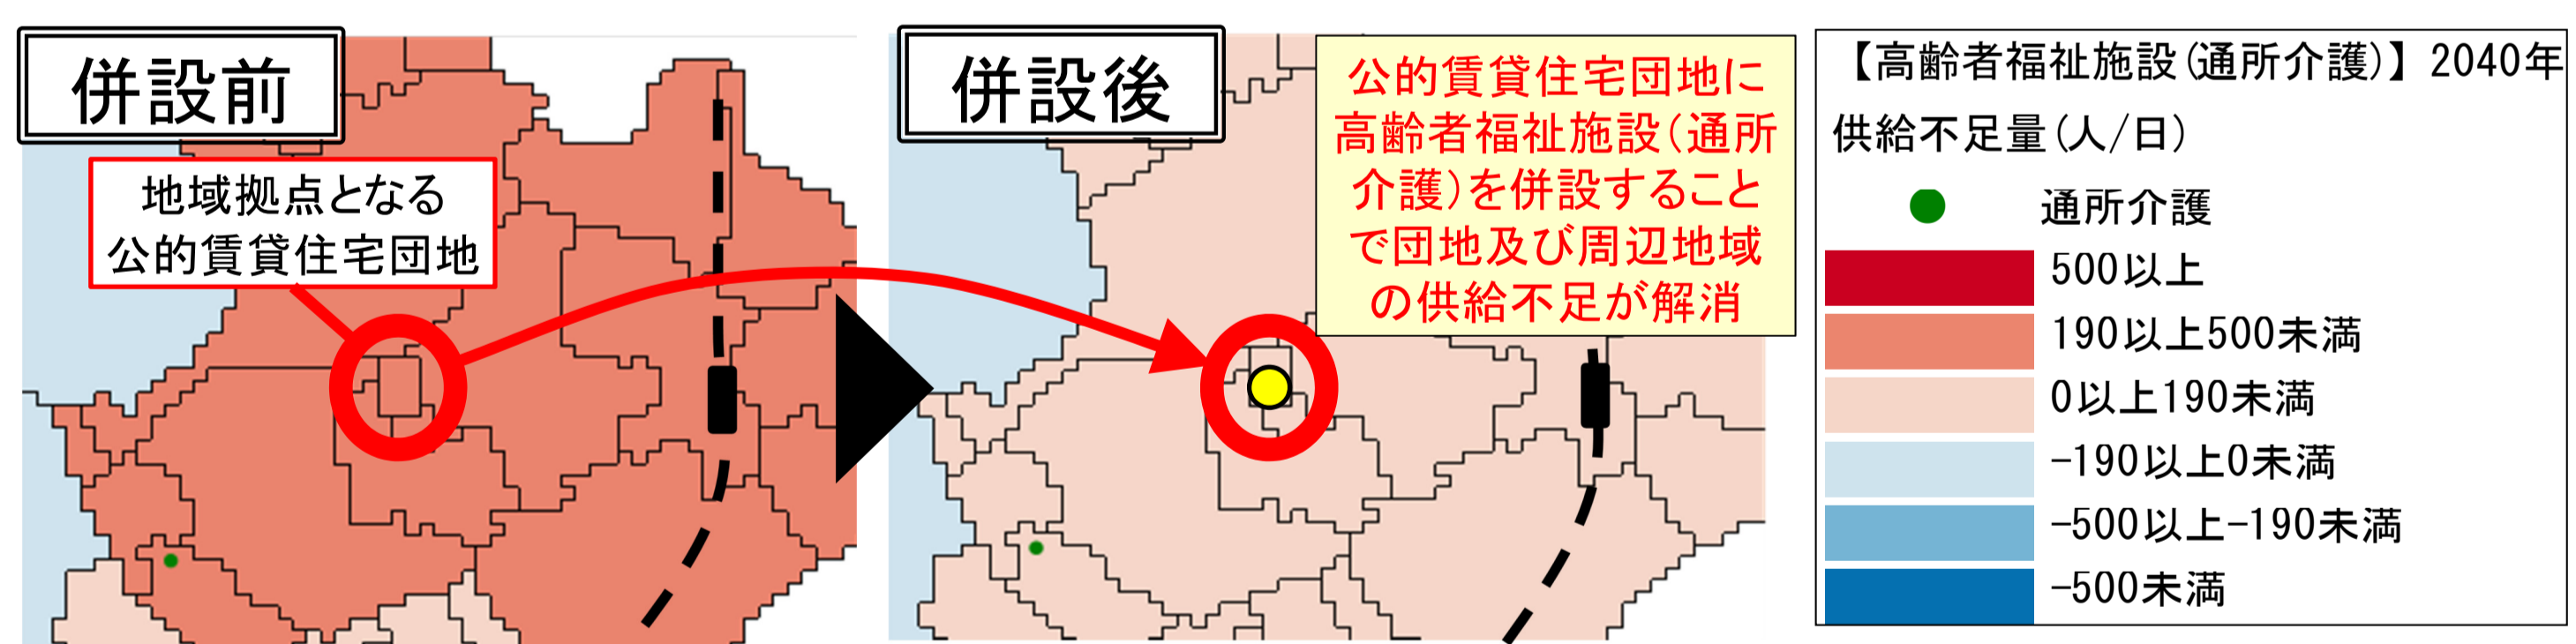 併設前
地域拠点となる
公的賃貸住宅団地
併設後
公的賃貸住宅団地に
高齢者福祉施設(通所
介護)を併設すること
で団地及び周辺地域
の供給不足が解消
【高齢者福祉施設(通所介護)】2040年
供給不足量(人/日)
通所介護
500以上
190以上500未満
0以上190未満
-190以上0未満
-500以上-190未満
-500未満